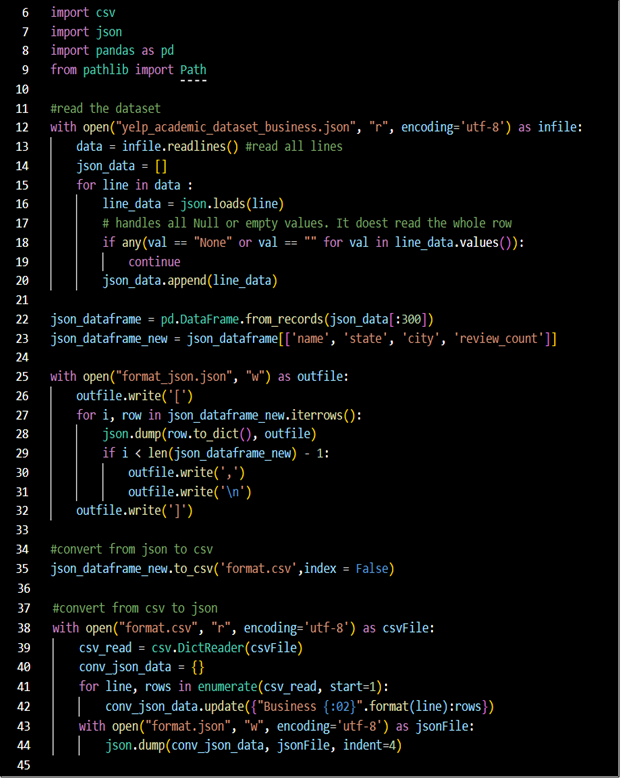 6 import csv
7 import json
8 import pandas as pd
9 from pathlib import Path
10
11 #read the dataset
12 with open("yelp_academic_dataset_business.json", "r", encoding='utf-8') as infile:
13     data = infile.readlines() #read all lines
14     json_data = []
15     for line in data :
16         line_data = json.loads(line)
17         # handles all Null or empty values. It doest read the whole row
18         if any(val == "None" or val == "" for val in line_data.values()):
19             continue
20         json_data.append(line_data)
21
22 json_dataframe = pd.DataFrame.from_records(json_data[:300])
23 json_dataframe_new = json_dataframe[['name', 'state', 'city', 'review_count']]
24
25 with open("format_json.json", "w") as outfile:
26     outfile.write('[')
27     for i, row in json_dataframe_new.iterrows():
28         json.dump(row.to_dict(), outfile)
29         if i < len(json_dataframe_new) - 1:
30             outfile.write(',')
31             outfile.write('\n')
32     outfile.write(']')
33
34 #convert from json to csv
35 json_dataframe_new.to_csv('format.csv',index = False)
36
37 #convert from csv to json
38 with open("format.csv", "r", encoding='utf-8') as csvFile:
39     csv_read = csv.DictReader(csvFile)
40     conv_json_data = {}
41     for line, rows in enumerate(csv_read, start=1):
42         conv_json_data.update({"Business {:02}".format(line):rows})
43     with open("format.json", "w", encoding='utf-8') as jsonFile:
44         json.dump(conv_json_data, jsonFile, indent=4)
45